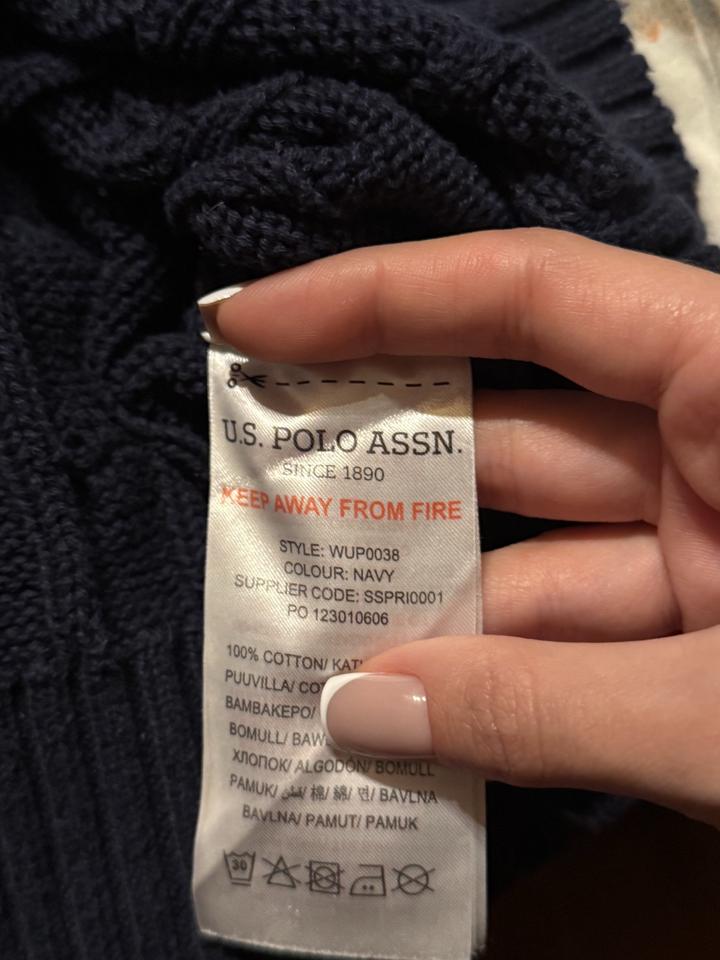 U.S. POLO ASSN.
SINCE 1890
KEEP AWAY FROM FIRE
STYLE: WUP0038
COLOUR: NAVY
SUPPLIER CODE: SSPRI0001
PO 123010606
100% COTTON/
PUUVILLA/
BAMBAKEPO/
BOMULL/
ХЛОПОК/ ALGODÓN/ BOMULL
PAMUK/ قطن/ 棉/ 綿/ 면/ BAVLNA
BAVLNA/ PAMUT/ PAMUK
30